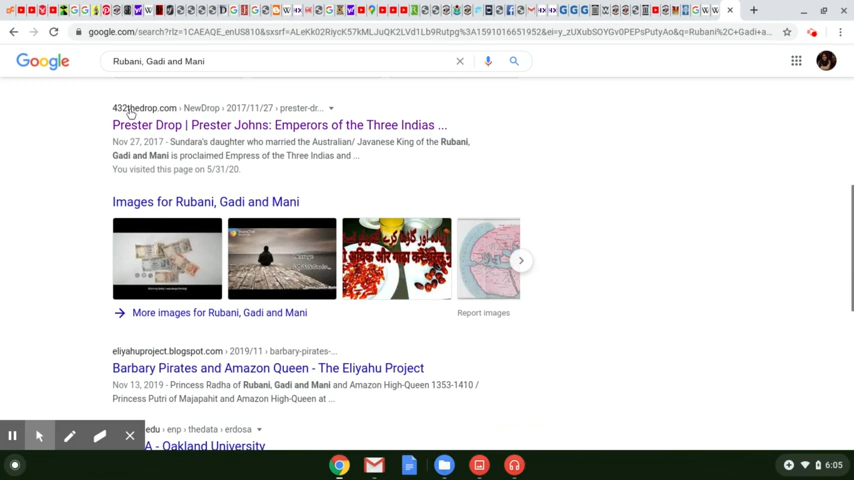 google.com/search?rlz=1CAEAQE_enUS810&sxsrf=ALeKk02RiycK57kMLJuQK2LVd1Lb9Rutpg%3A1591016651952&ei=y_zUXubSOYGv0PEPsPutyAo&q=Rubani%2C+Gadi+a...
Google
Rubani, Gadi and Mani
432thedrop.com › NewDrop › 2017/11/27 › prester-dr...
Prester Drop | Prester Johns: Emperors of the Three Indias ...
Nov 27, 2017 - Sundara's daughter who married the Australian/ Javanese King of the Rubani,
Gadi and Mani is proclaimed Empress of the Three Indias and ...
You visited this page on 5/31/20.
Images for Rubani, Gadi and Mani
More images for Rubani, Gadi and Mani
Report images
eliyahuproject.blogspot.com › 2019/11 › barbary-pirates-...
Barbary Pirates and Amazon Queen - The Eliyahu Project
Nov 13, 2019 - Princess Radha of Rubani, Gadi and Mani and Amazon High-Queen 1353-1410 /
Princess Putri of Majapahit and Amazon High-Queen at ...
edu › enp › thedata › erdosa
A - Oakland University
6:05